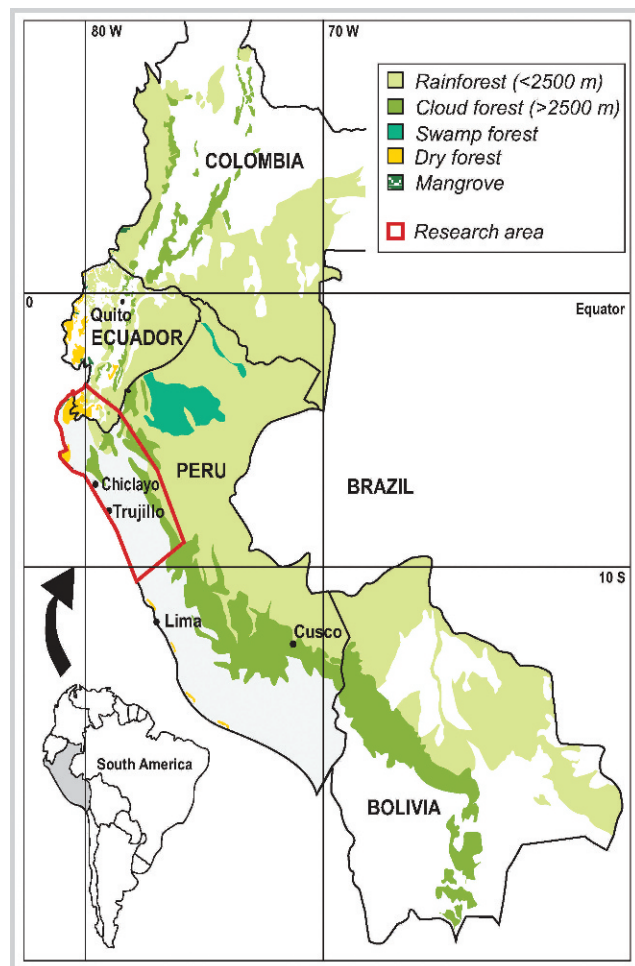 80 W
70 W
Rainforest (<2500 m)
Cloud forest (>2500 m)
Swamp forest
Dry forest
Mangrove
Research area
COLOMBIA
0
Equator
Quito
ECUADOR
PERU
BRAZIL
Chiclayo
Trujillo
10 S
Lima
Cusco
South America
BOLIVIA